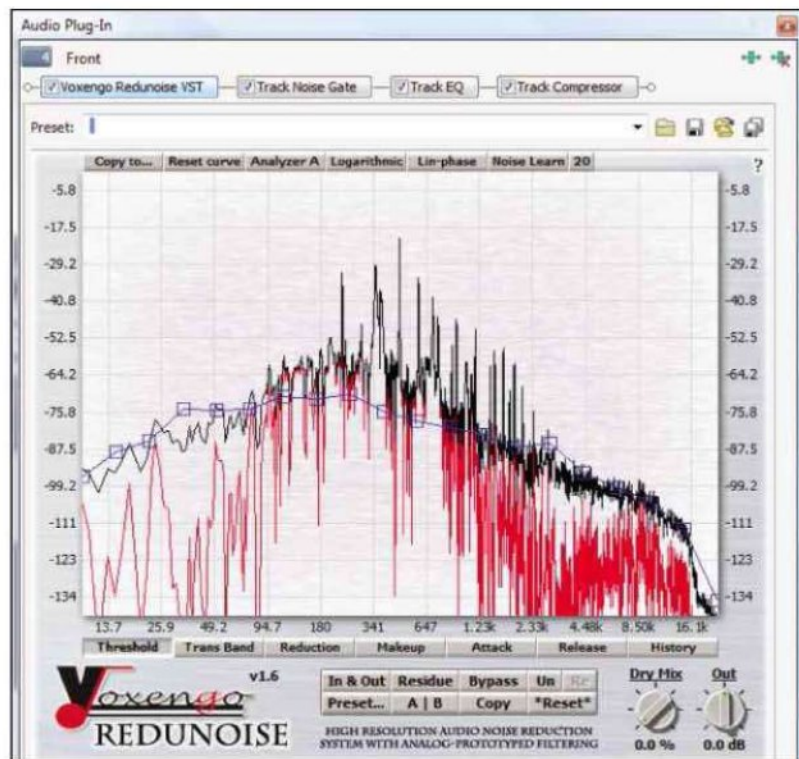 Audio Plug-In
Front
Voxengo Redunoise VST Track Noise Gate Track EQ Track Compressor
Preset:
Copy to... Reset curve Analyzer A Logarithmic Lin-phase Noise Learn 20 ?
-5.8 -5.8
-17.5 -17.5
-29.2 -29.2
-40.8 -40.8
-52.5 -52.5
-64.2 -64.2
-75.8 -75.8
-87.5 -87.5
-99.2 -99.2
-111 -111
-123 -123
-134 -134
13.7 25.9 49.2 94.7 180 341 647 1.23k 2.33k 4.48k 8.50k 16.1k
Threshold Trans Band Reduction Makeup Attack Release History
v1.6 In & Out Residue Bypass Un Re Dry Mix Out
Voxengo Preset... A | B Copy *Reset*
REDUNOISE HIGH RESOLUTION AUDIO NOISE REDUCTION
SYSTEM WITH ANALOG-PROTOTYPED FILTERING 0.0 % 0.0 dB